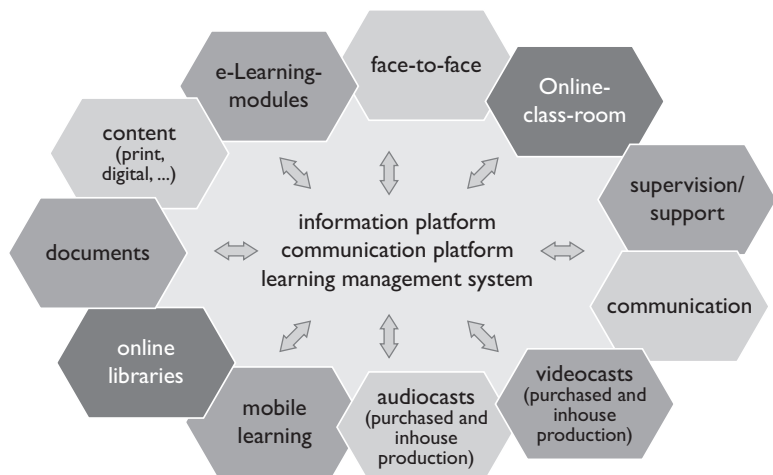 e-Learning-
modules
face-to-face
Online-
class-room
content
(print,
digital, ...)
supervision/
support
documents
information platform
communication platform
learning management system
communication
online
libraries
mobile
learning
audiocasts
(purchased and
inhouse
production)
videocasts
(purchased and
inhouse
production)